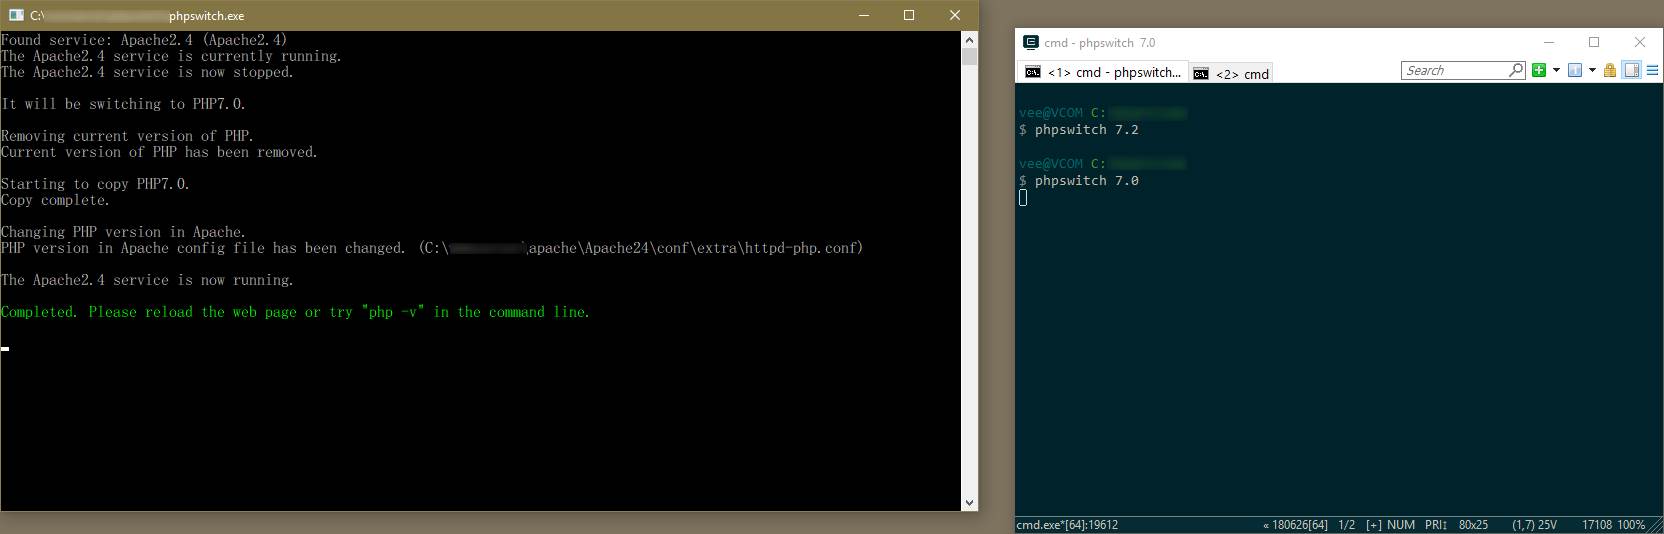 C:\phpswitch.exe
Found service: Apache2.4 (Apache2.4)
The Apache2.4 service is currently running.
The Apache2.4 service is now stopped.
It will be switching to PHP7.0.
Removing current version of PHP.
Current version of PHP has been removed.
Starting to copy PHP7.0.
Copy complete.
Changing PHP version in Apache.
PHP version in Apache config file has been changed. (C:\ \apache\Apache24\conf\extra\httpd-php.conf)
The Apache2.4 service is now running.
Completed. Please reload the web page or try "php -v" in the command line.
cmd - phpswitch 7.0
<1> cmd - phpswitch... <2> cmd Search
vee@VCOM C:
$ phpswitch 7.2
vee@VCOM C:
$ phpswitch 7.0
cmd.exe*[64]:19612 « 180626[64] 1/2 [+] NUM PRI↕ 80x25 (1,7) 25V 17108 100%